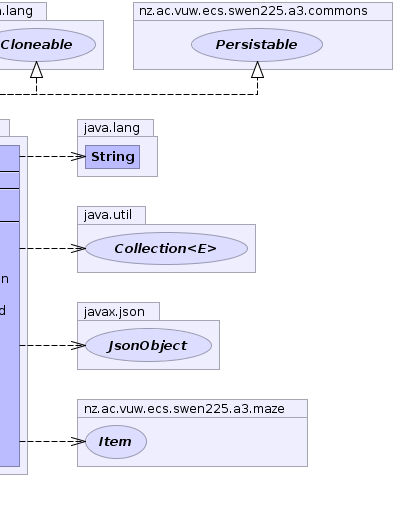 .lang
nz.ac.vuw.ecs.swen225.a3.commons
Cloneable
Persistable
java.lang
String
java.util
Collection<E>
n
d
javax.json
JsonObject
nz.ac.vuw.ecs.swen225.a3.maze
Item